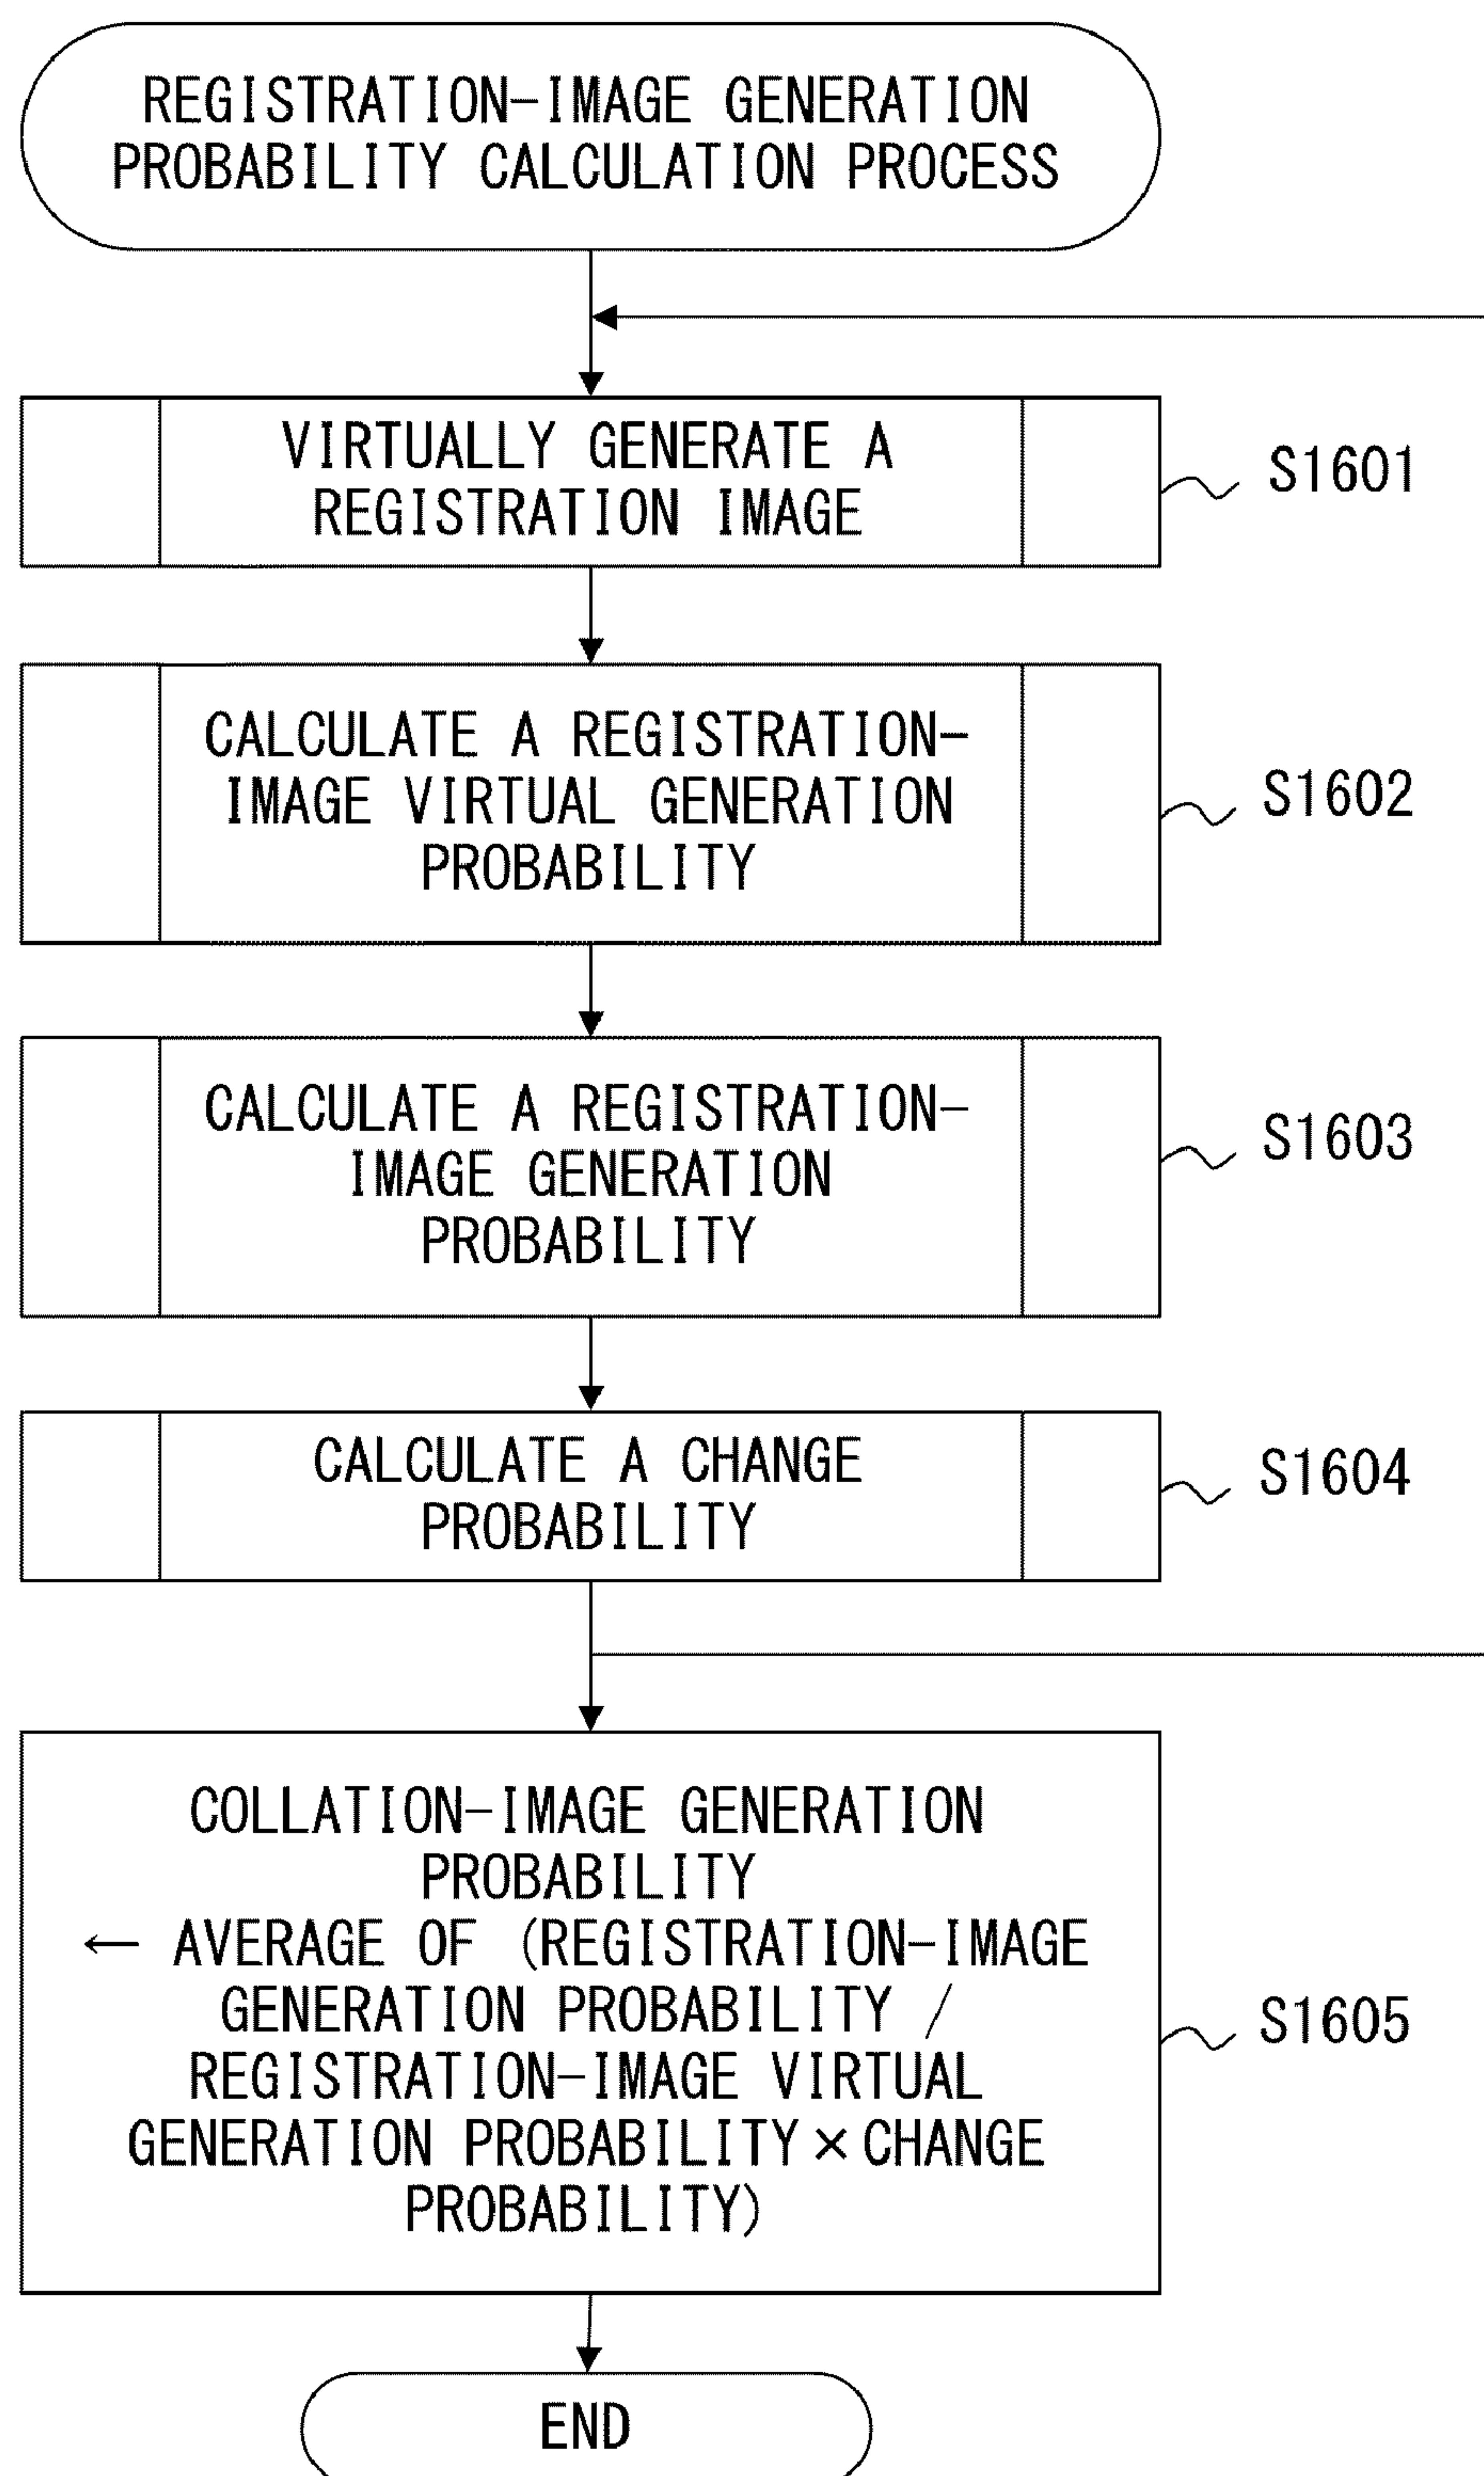 REGISTRATION-IMAGE GENERATION
PROBABILITY CALCULATION PROCESS
VIRTUALLY GENERATE A
REGISTRATION IMAGE
S1601
CALCULATE A REGISTRATION-
IMAGE VIRTUAL GENERATION
PROBABILITY
S1602
CALCULATE A REGISTRATION-
IMAGE GENERATION
PROBABILITY
S1603
CALCULATE A CHANGE
PROBABILITY
S1604
COLLATION-IMAGE GENERATION
PROBABILITY
← AVERAGE OF (REGISTRATION-IMAGE
GENERATION PROBABILITY /
REGISTRATION-IMAGE VIRTUAL
GENERATION PROBABILITY × CHANGE
PROBABILITY)
S1605
END